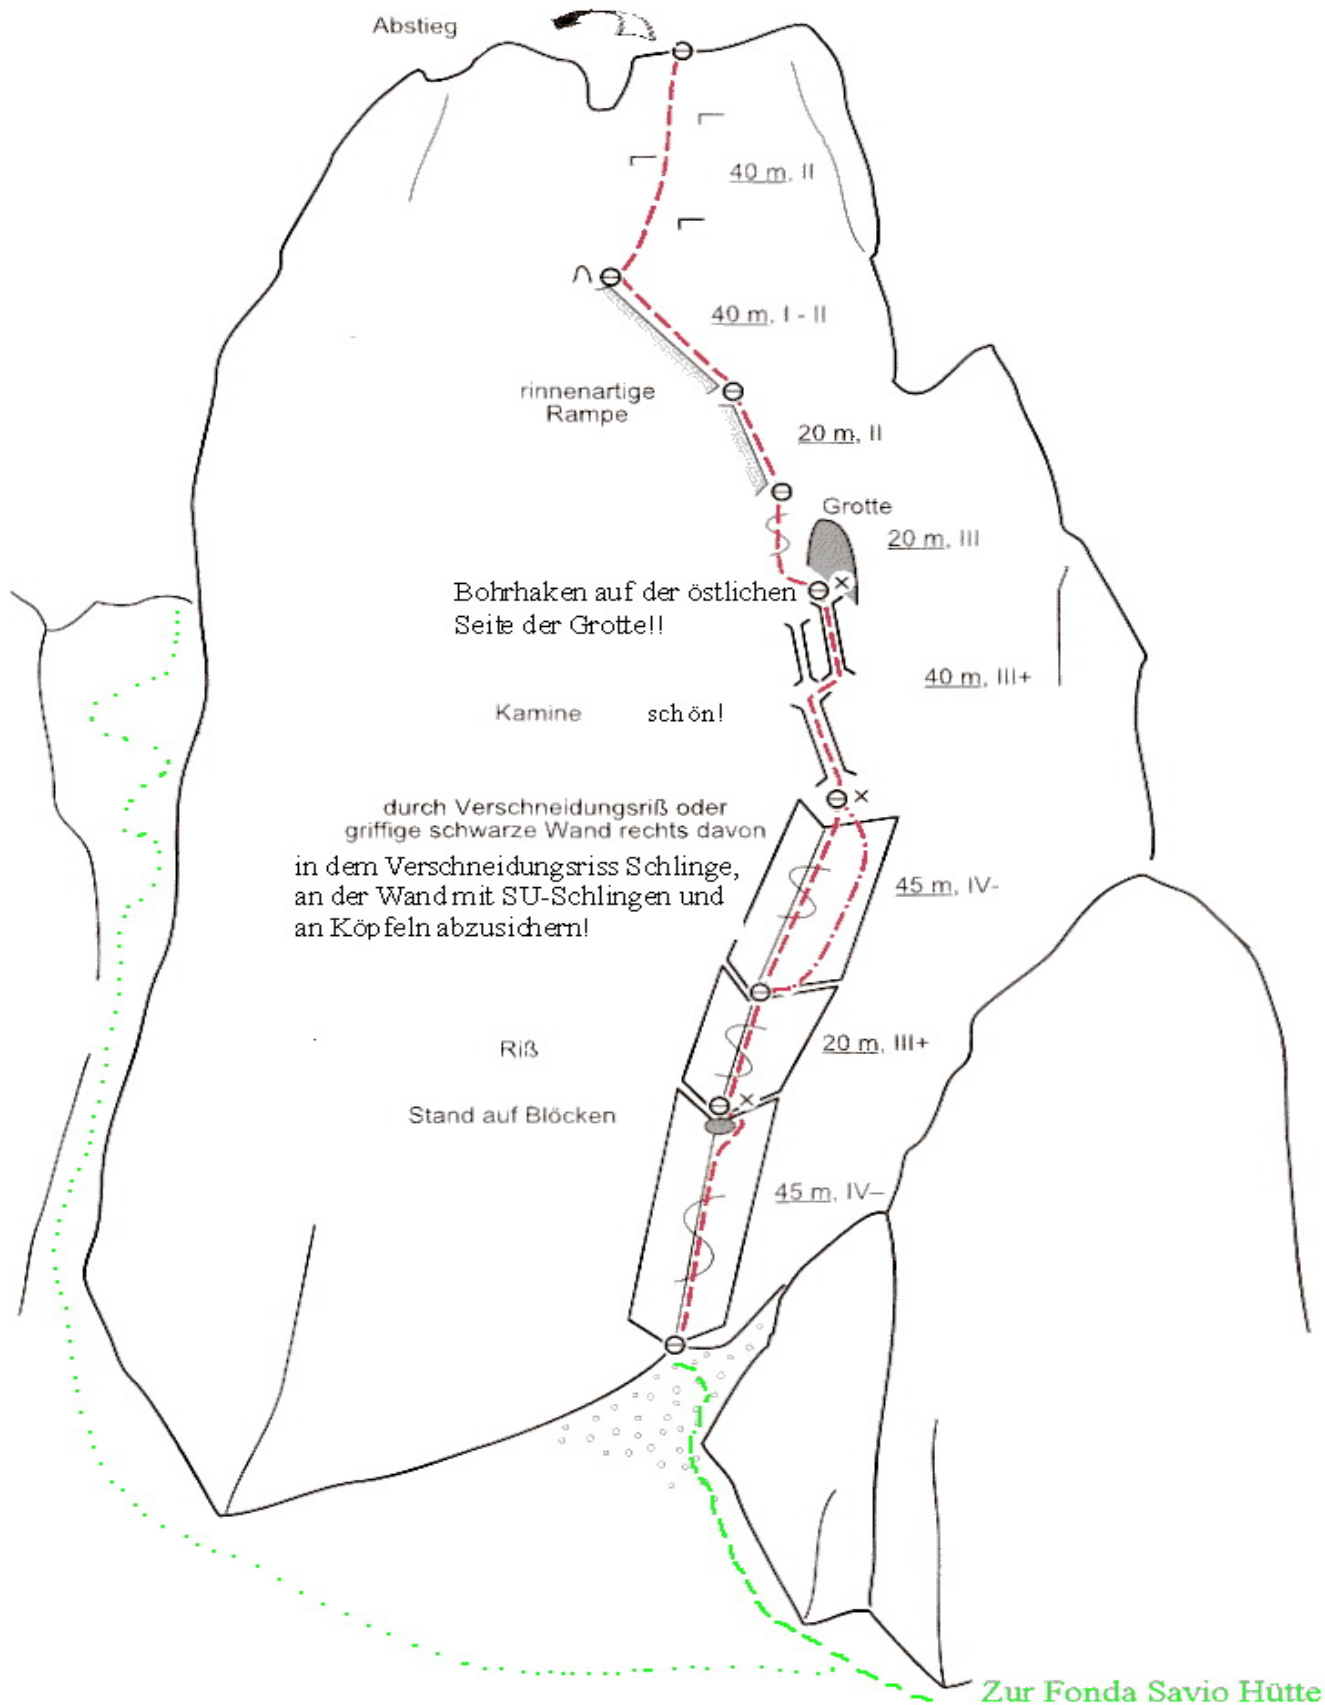 Abstieg
40 m, II
40 m, I - II
rinnenartige
Rampe
20 m, II
Grotte
20 m, III
Bohrhaken auf der östlichen
Seite der Grotte!!
40 m, III+
Kamine schön!
durch Verschneidungsriß oder
griffige schwarze Wand rechts davon
in dem Verschneidungsriss Schlinge,
an der Wand mit SU-Schlingen und
an Köpfeln abzusichern!
45 m, IV-
Riß
20 m, III+
Stand auf Blöcken
45 m, IV–
Zur Fonda Savio Hütte